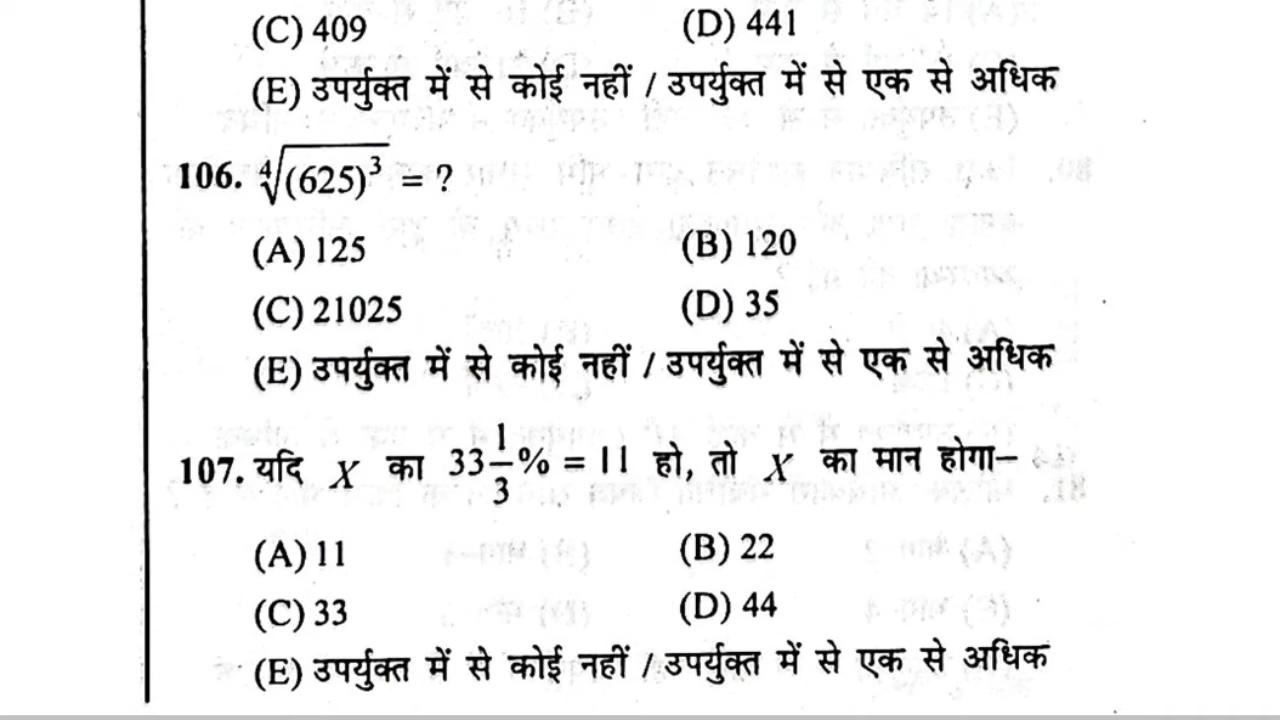 (C) 409 (D) 441
(E) उपर्युक्त में से कोई नहीं / उपर्युक्त में से एक से अधिक
106. ∜(625)³ = ?
(A) 125 (B) 120
(C) 21025 (D) 35
(E) उपर्युक्त में से कोई नहीं / उपर्युक्त में से एक से अधिक
107. यदि X का 33 1/3 % = 11 हो, तो X का मान होगा–
(A) 11 (B) 22
(C) 33 (D) 44
(E) उपर्युक्त में से कोई नहीं / उपर्युक्त में से एक से अधिक